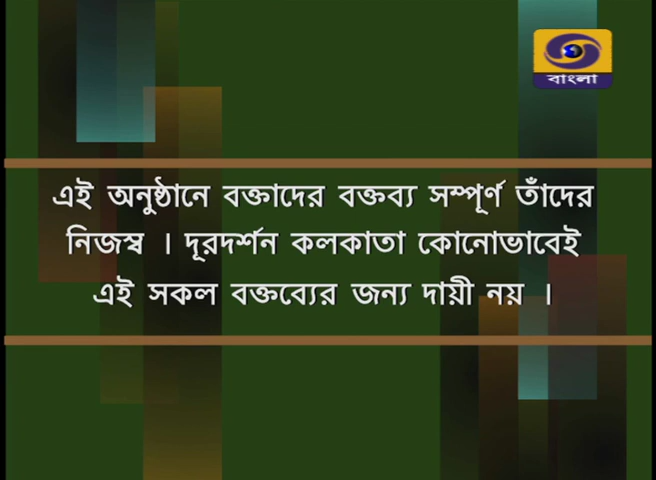 বাংলা
এই অনুষ্ঠানে বক্তাদের বক্তব্য সম্পূর্ণ তাঁদের
নিজস্ব । দূরদর্শন কলকাতা কোনোভাবেই
এই সকল বক্তব্যের জন্য দায়ী নয় ।